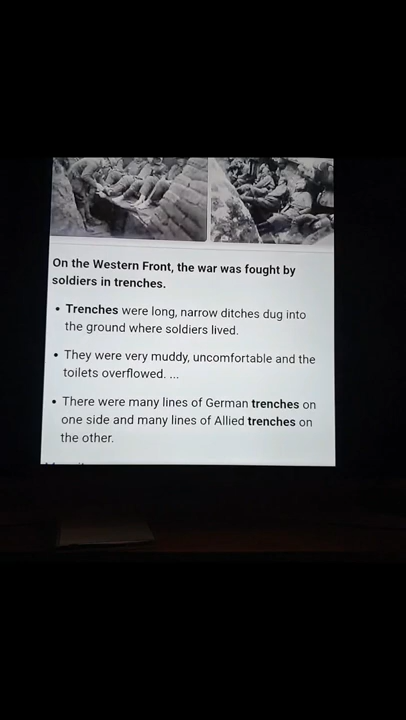 On the Western Front, the war was fought by
soldiers in trenches.
• Trenches were long, narrow ditches dug into
the ground where soldiers lived.
• They were very muddy, uncomfortable and the
toilets overflowed. ...
• There were many lines of German trenches on
one side and many lines of Allied trenches on
the other.